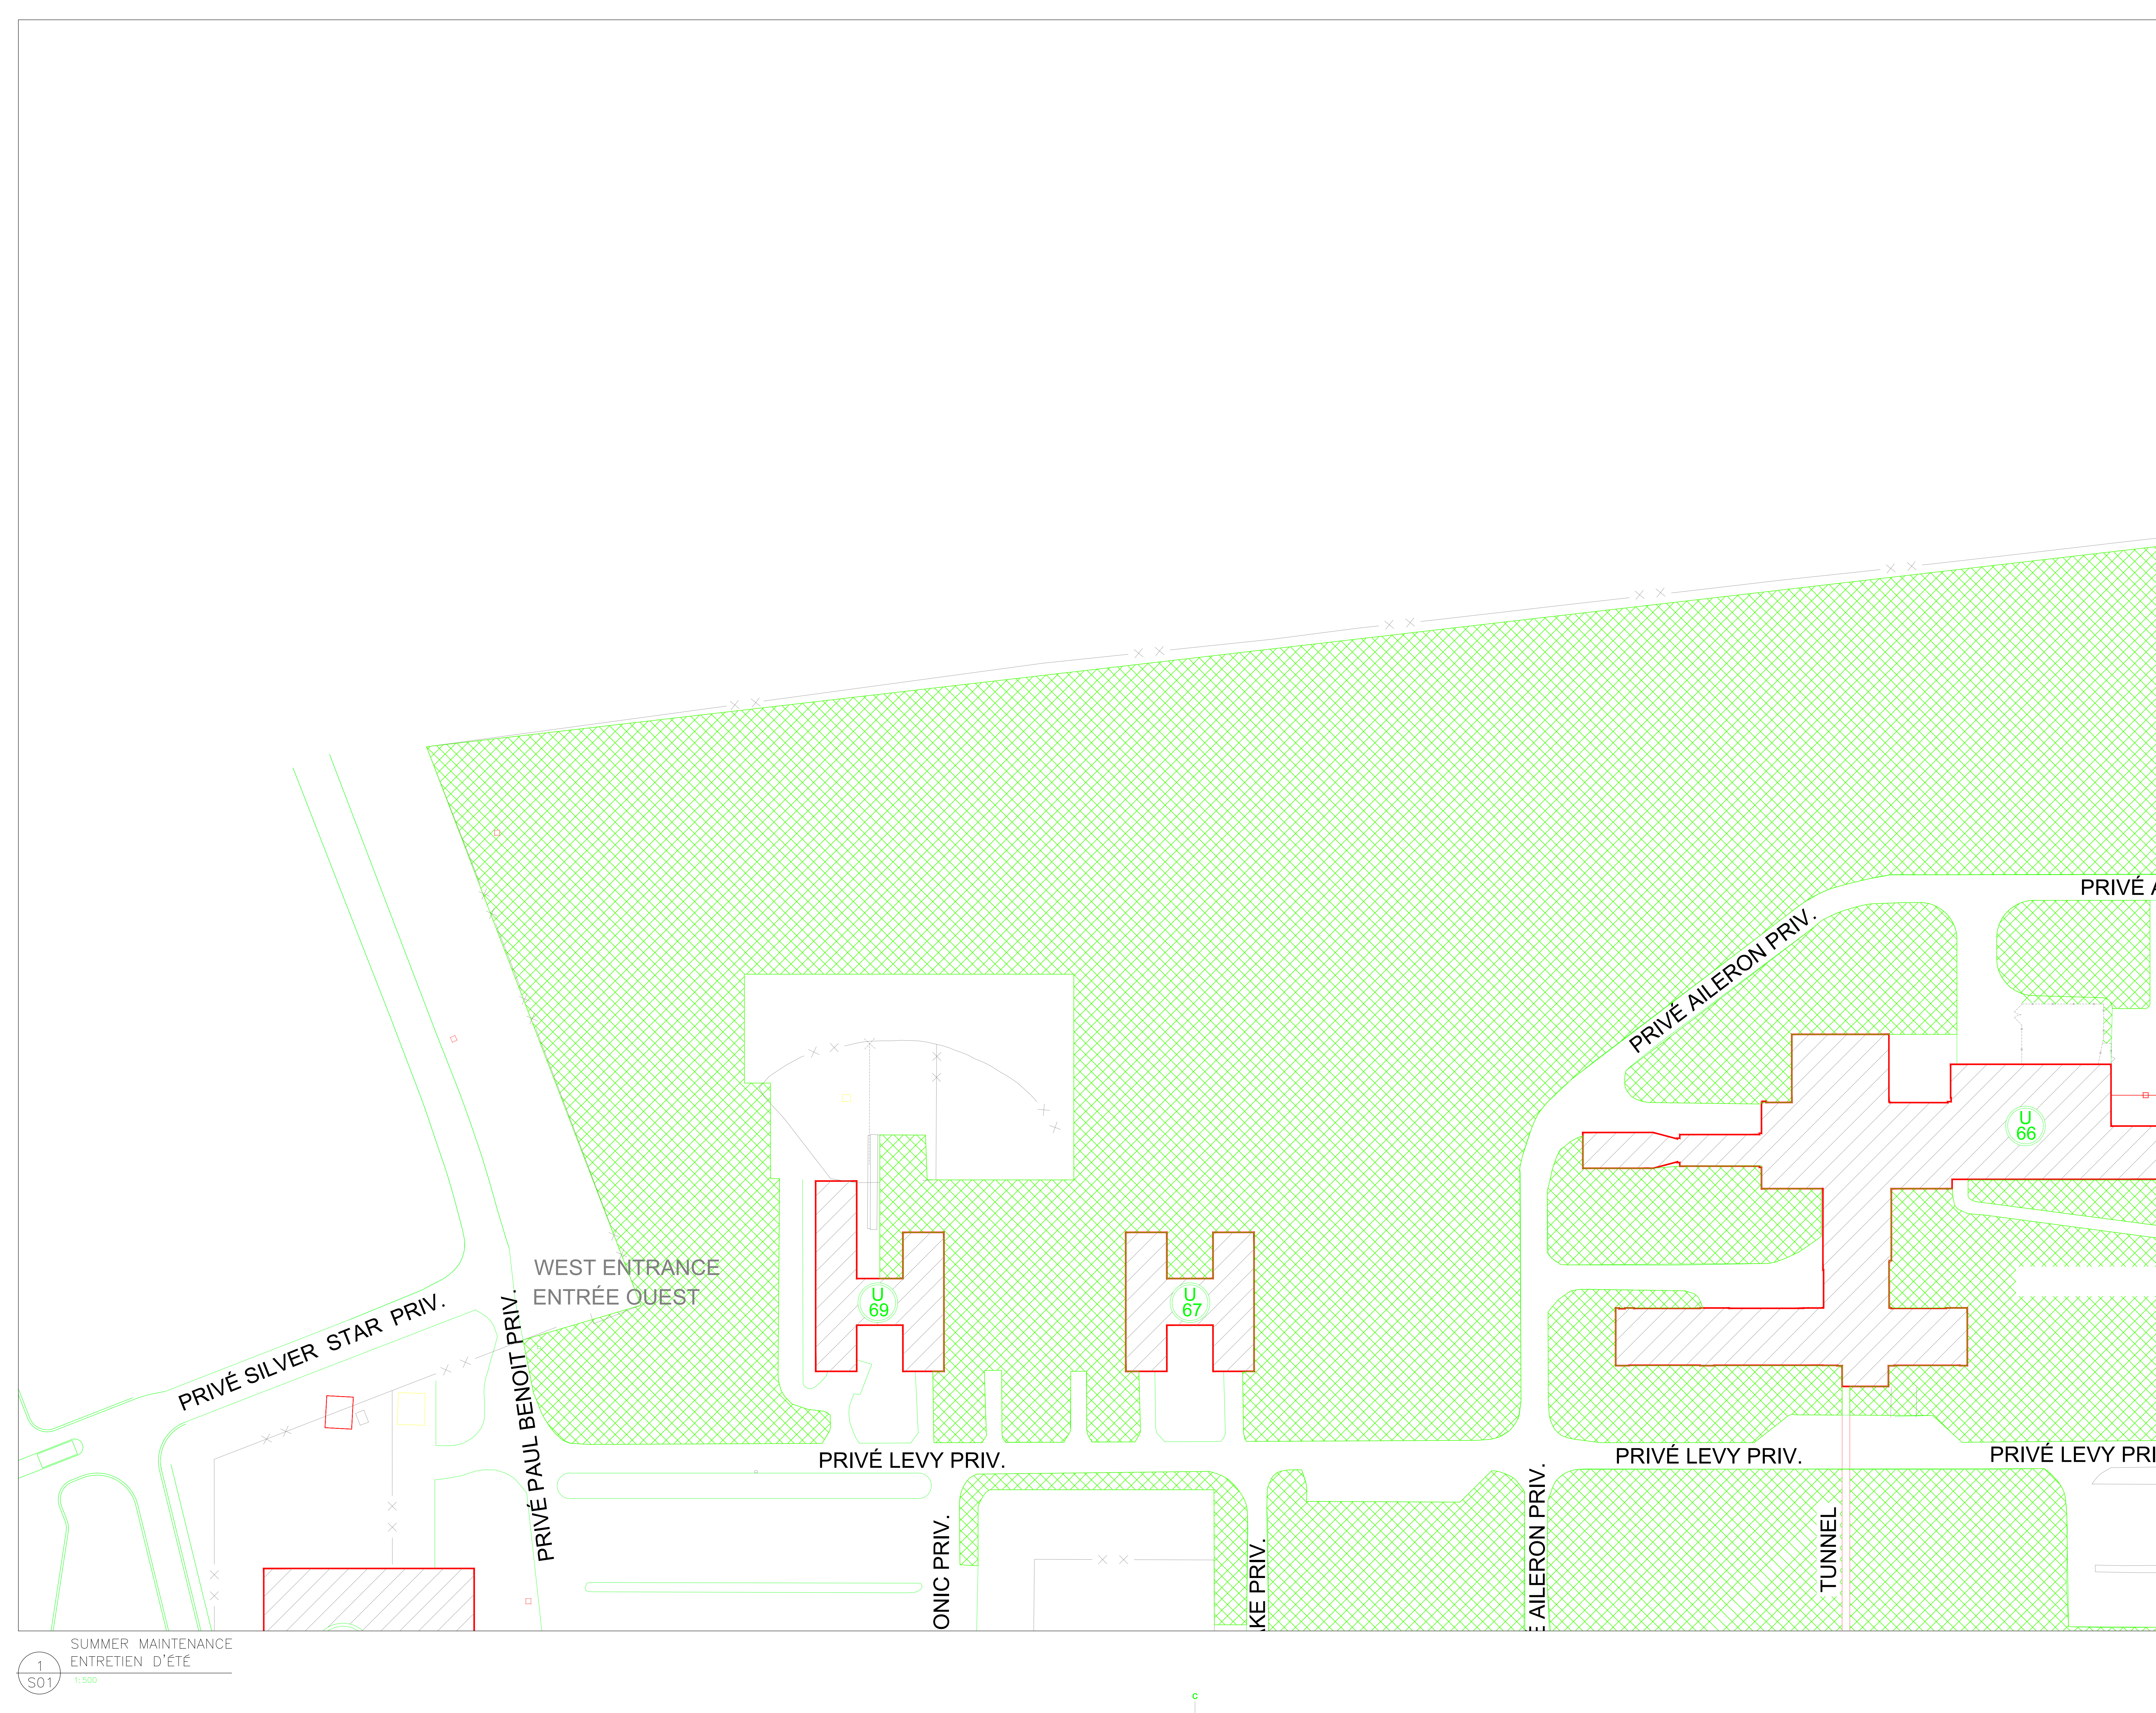 PRIVÉ A
PRIVÉ AILERON PRIV.
U
66
WEST ENTRANCE
ENTRÉE OUEST
U
69
U
67
PRIVÉ SILVER STAR PRIV.
PRIVÉ PAUL BENOIT PRIV.
PRIVÉ LEVY PRIV.
PRIVÉ LEVY PRIV.
PRIVÉ LEVY PRI
ONIC PRIV.
AKE PRIV.
E AILERON PRIV.
TUNNEL
1
S01
SUMMER MAINTENANCE
ENTRETIEN D'ÉTÉ
1:500
C